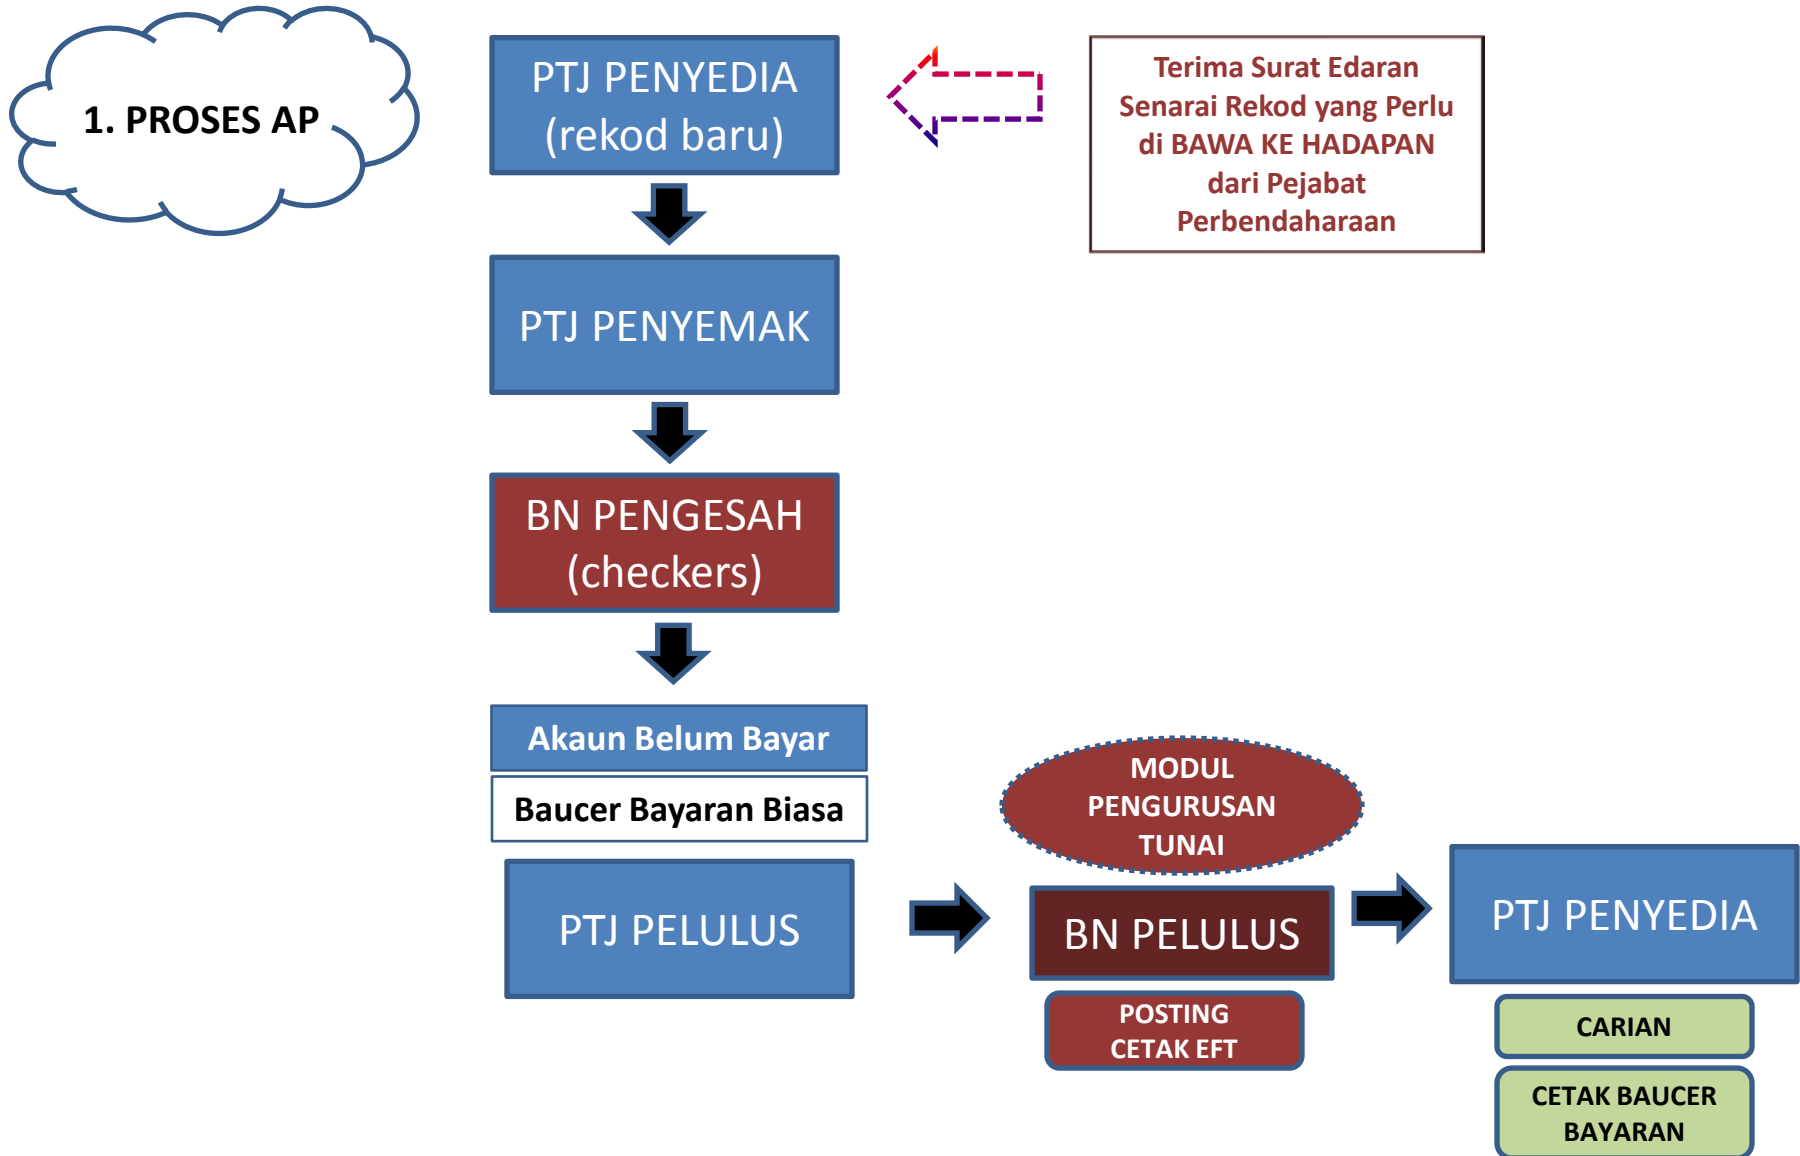 1. PROSES AP
PTJ PENYEDIA
(rekod baru)
Terima Surat Edaran
Senarai Rekod yang Perlu
di BAWA KE HADAPAN
dari Pejabat
Perbendaharaan
PTJ PENYEMAK
BN PENGESAH
(checkers)
Akaun Belum Bayar
Baucer Bayaran Biasa
PTJ PELULUS
MODUL
PENGURUSAN
TUNAI
BN PELULUS
POSTING
CETAK EFT
PTJ PENYEDIA
CARIAN
CETAK BAUCER
BAYARAN